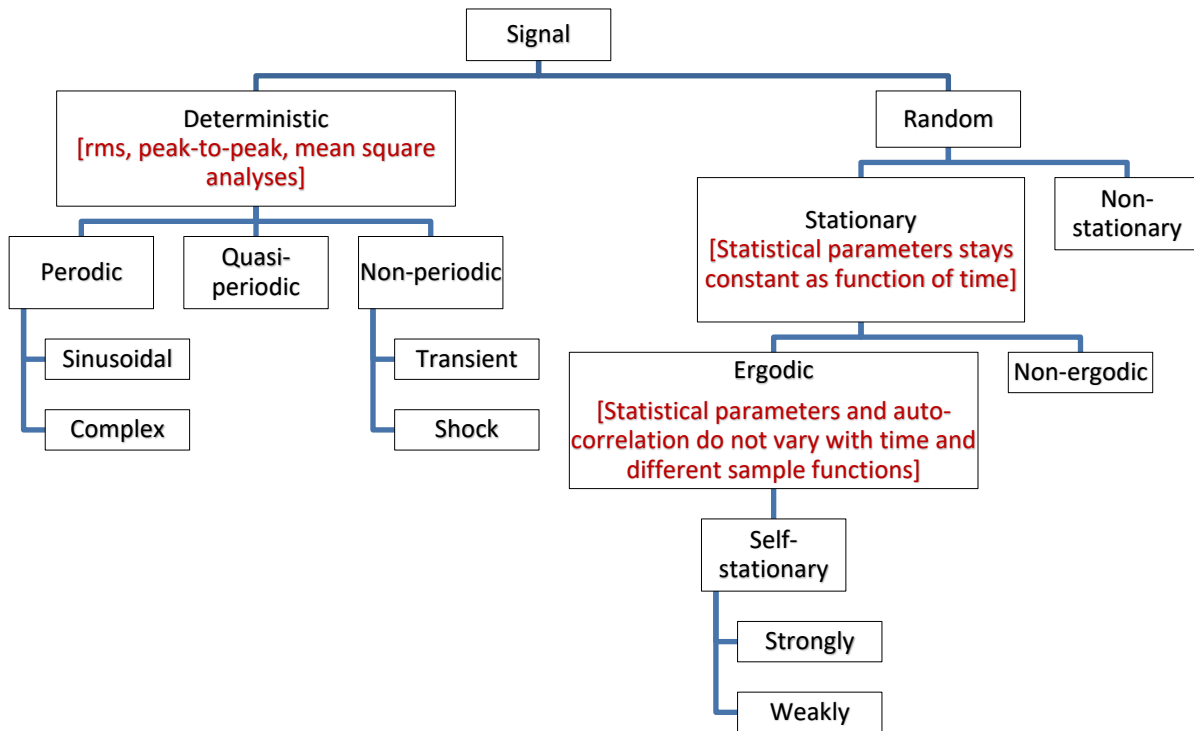 Signal
Deterministic
[rms, peak-to-peak, mean square
analyses]
Random
Perodic
Quasi-
periodic
Non-periodic
Sinusoidal
Complex
Transient
Shock
Stationary
[Statistical parameters stays
constant as function of time]
Non-
stationary
Ergodic
[Statistical parameters and auto-
correlation do not vary with time and
different sample functions]
Non-ergodic
Self-
stationary
Strongly
Weakly